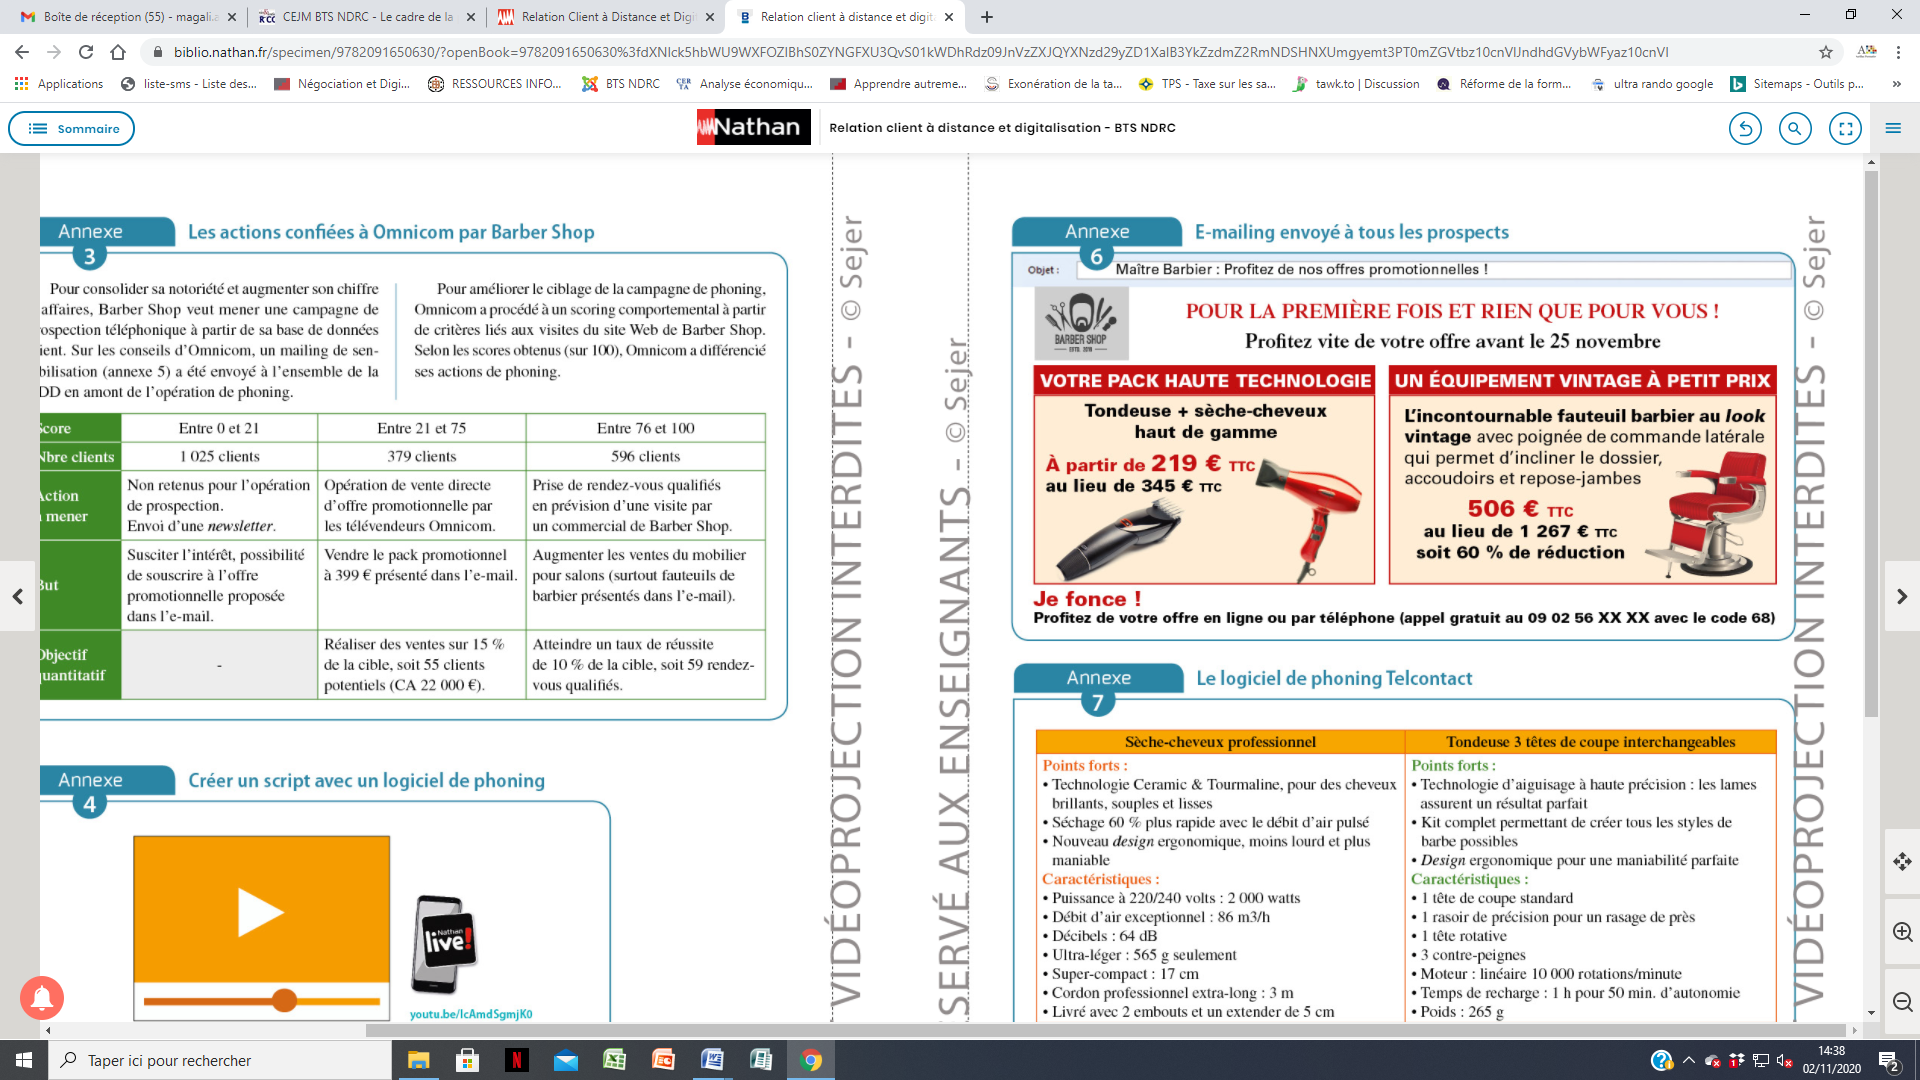 Boîte de réception (55) - magali.a
CEJM BTS NDRC - Le cadre de la
Relation Client à Distance et Digi
Relation client à distance et digita
biblio.nathan.fr/specimen/9782091650630/?openBook=9782091650630%3fdXNlck5hbWU9WXFOZlBhS0ZYNGFXU3QvS01kWDhRdz09JnVzZXJQYXNzd29yZD1XalB3YkZzdmZ2RmNDSHNXUmgyemt3PT0mZGVtbz10cnVlJndhdGVybWFyaz10cnVl
Applications
liste-sms - Liste des...
Négociation et Digi...
RESSOURCES INFO...
BTS NDRC
Analyse économiqu...
Apprendre autreme...
Exonération de la ta...
TPS - Taxe sur les sa...
tawk.to | Discussion
Réforme de la form...
ultra rando google
Sitemaps - Outils p...
»
Sommaire
Nathan
Relation client à distance et digitalisation - BTS NDRC
Annexe
3
Les actions confiées à Omnicom par Barber Shop
Pour consolider sa notoriété et augmenter son chiffre
affaires, Barber Shop veut mener une campagne de
ospection téléphonique à partir de sa base de données
ient. Sur les conseils d'Omnicom, un mailing de sen-
bilisation (annexe 5) a été envoyé à l'ensemble de la
DD en amont de l'opération de phoning.
Pour améliorer le ciblage de la campagne de phoning,
Omnicom a procédé à un scoring comportemental à partir
de critères liés aux visites du site Web de Barber Shop.
Selon les scores obtenus (sur 100), Omnicom a différencié
ses actions de phoning.
Score
Entre 0 et 21
Entre 21 et 75
Entre 76 et 100
Nbre clients
1 025 clients
379 clients
596 clients
Action
à mener
Non retenus pour l'opération
de prospection.
Envoi d'une newsletter.
Opération de vente directe
d'offre promotionnelle par
les télévendeurs Omnicom.
Prise de rendez-vous qualifiés
en prévision d'une visite par
un commercial de Barber Shop.
But
Susciter l'intérêt, possibilité
de souscrire à l'offre
promotionnelle proposée
dans l'e-mail.
Vendre le pack promotionnel
à 399 € présenté dans l'e-mail.
Augmenter les ventes du mobilier
pour salons (surtout fauteuils de
barbier présentés dans l'e-mail).
Objectif
quantitatif
-
Réaliser des ventes sur 15 %
de la cible, soit 55 clients
potentiels (CA 22 000 €).
Atteindre un taux de réussite
de 10 % de la cible, soit 59 rendez-
vous qualifiés.
Annexe
4
Créer un script avec un logiciel de phoning
Nathan
live!
youtu.be/IcAmdSgmjK0
VIDÉOPROJECTION INTERDITES - © Sejer
SERVÉ AUX ENSEIGNANTS - © Sejer
Annexe
6
E-mailing envoyé à tous les prospects
Objet :
Maître Barbier : Profitez de nos offres promotionnelles !
BARBER SHOP
POUR LA PREMIÈRE FOIS ET RIEN QUE POUR VOUS !
Profitez vite de votre offre avant le 25 novembre
VOTRE PACK HAUTE TECHNOLOGIE
Tondeuse + sèche-cheveux
haut de gamme
À partir de 219 € TTC
au lieu de 345 € TTC
UN ÉQUIPEMENT VINTAGE À PETIT PRIX
L'incontournable fauteuil barbier au look
vintage avec poignée de commande latérale
qui permet d'incliner le dossier,
accoudoirs et repose-jambes
506 € TTC
au lieu de 1 267 € TTC
soit 60 % de réduction
Je fonce !
Profitez de votre offre en ligne ou par téléphone (appel gratuit au 09 02 56 XX XX avec le code 68)
Annexe
7
Le logiciel de phoning Telcontact
Sèche-cheveux professionnel
Points forts :
• Technologie Ceramic & Tourmaline, pour des cheveux
brillants, souples et lisses
• Séchage 60 % plus rapide avec le débit d'air pulsé
• Nouveau design ergonomique, moins lourd et plus
maniable
Caractéristiques :
• Puissance à 220/240 volts : 2 000 watts
• Débit d'air exceptionnel : 86 m3/h
• Décibels : 64 dB
• Ultra-léger : 565 g seulement
• Super-compact : 17 cm
• Cordon professionnel extra-long : 3 m
• Livré avec 2 embouts et un extender de 5 cm
Tondeuse 3 têtes de coupe interchangeables
Points forts :
• Technologie d'aiguisage à haute précision : les lames
assurent un résultat parfait
• Kit complet permettant de créer tous les styles de
barbe possibles
• Design ergonomique pour une maniabilité parfaite
Caractéristiques :
• 1 tête de coupe standard
• 1 rasoir de précision pour un rasage de près
• 1 tête rotative
• 3 contre-peignes
• Moteur : linéaire 10 000 rotations/minute
• Temps de recharge : 1 h pour 50 min. d'autonomie
• Poids : 265 g
VIDÉOPROJECTION INTERDITES - © Sejer
Taper ici pour rechercher
14:38
02/11/2020
2